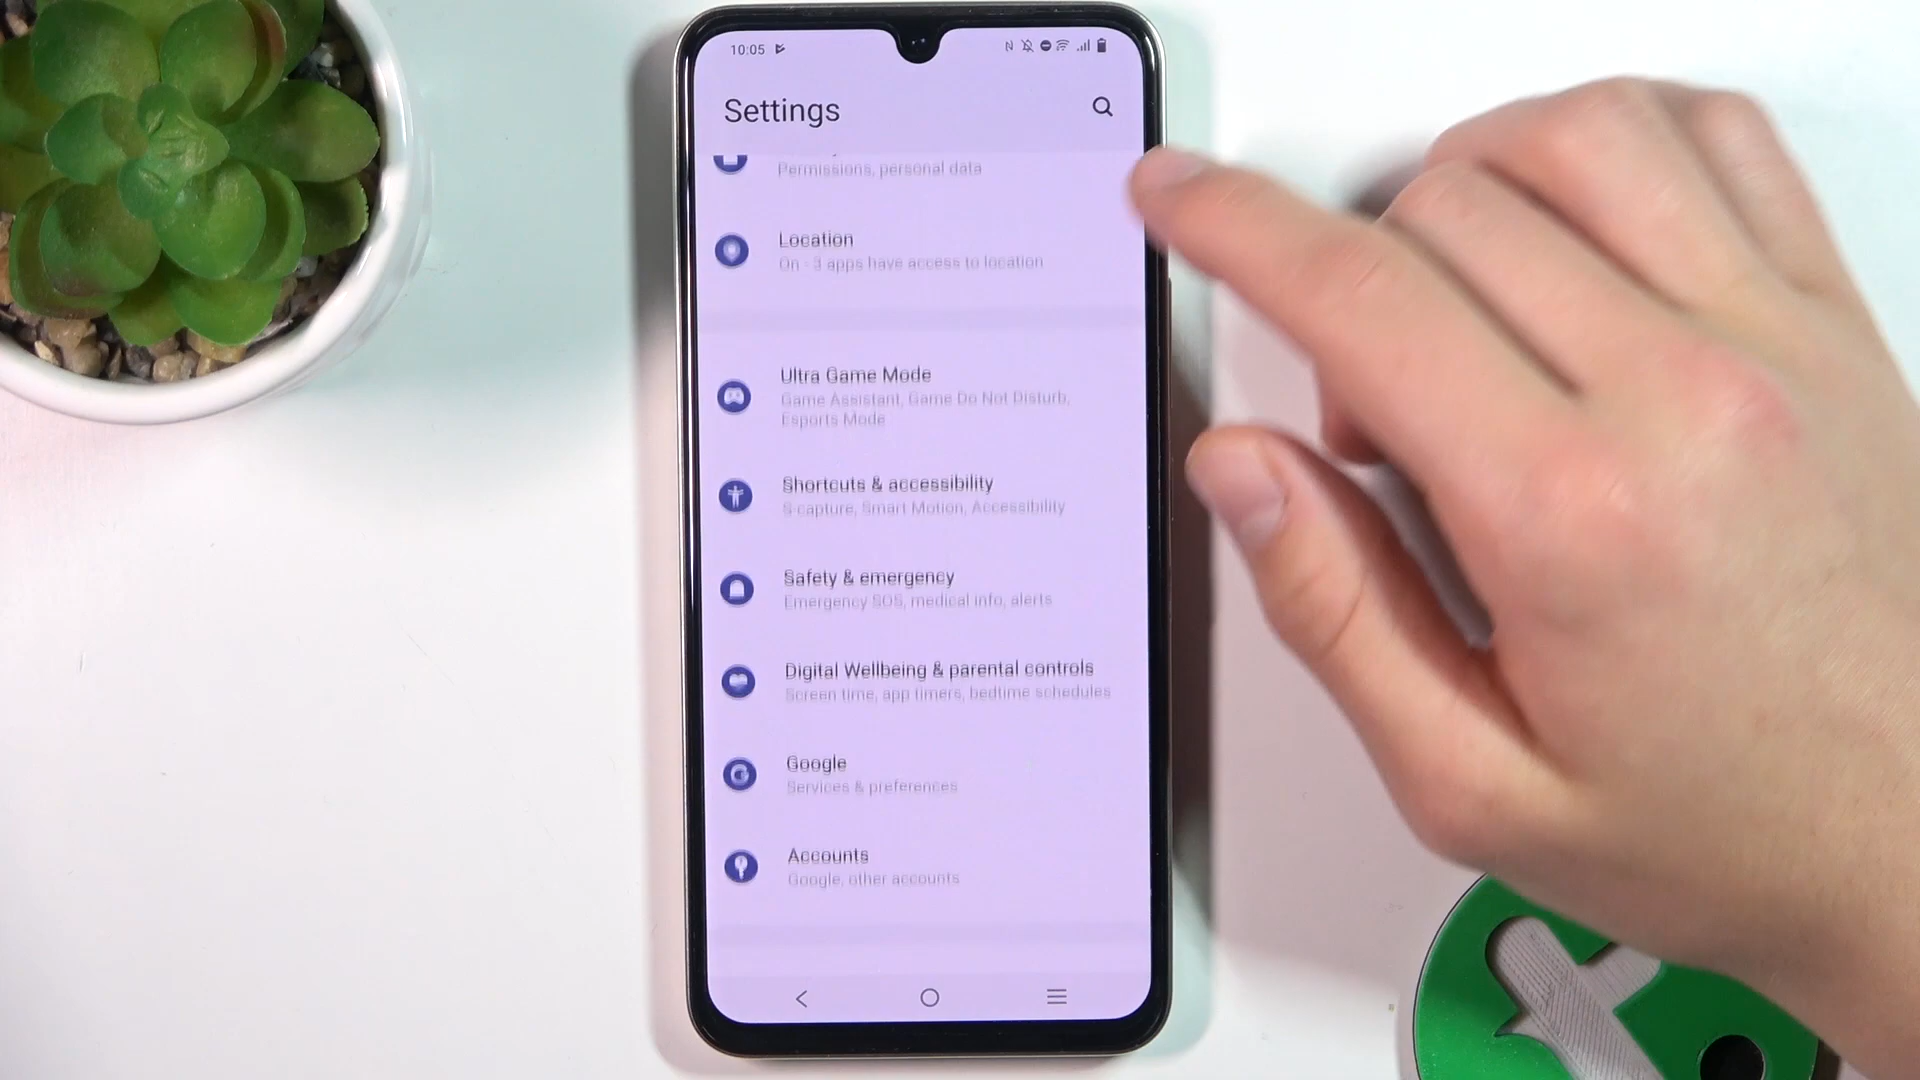 10:05
Settings
Permissions, personal data
Location
On - 3 apps have access to location
Ultra Game Mode
Game Assistant, Game Do Not Disturb,
Esports Mode
Shortcuts & accessibility
S-capture, Smart Motion, Accessibility
Safety & emergency
Emergency SOS, medical info, alerts
Digital Wellbeing & parental controls
Screen time, app timers, bedtime schedules
Google
Services & preferences
Accounts
Google, other accounts